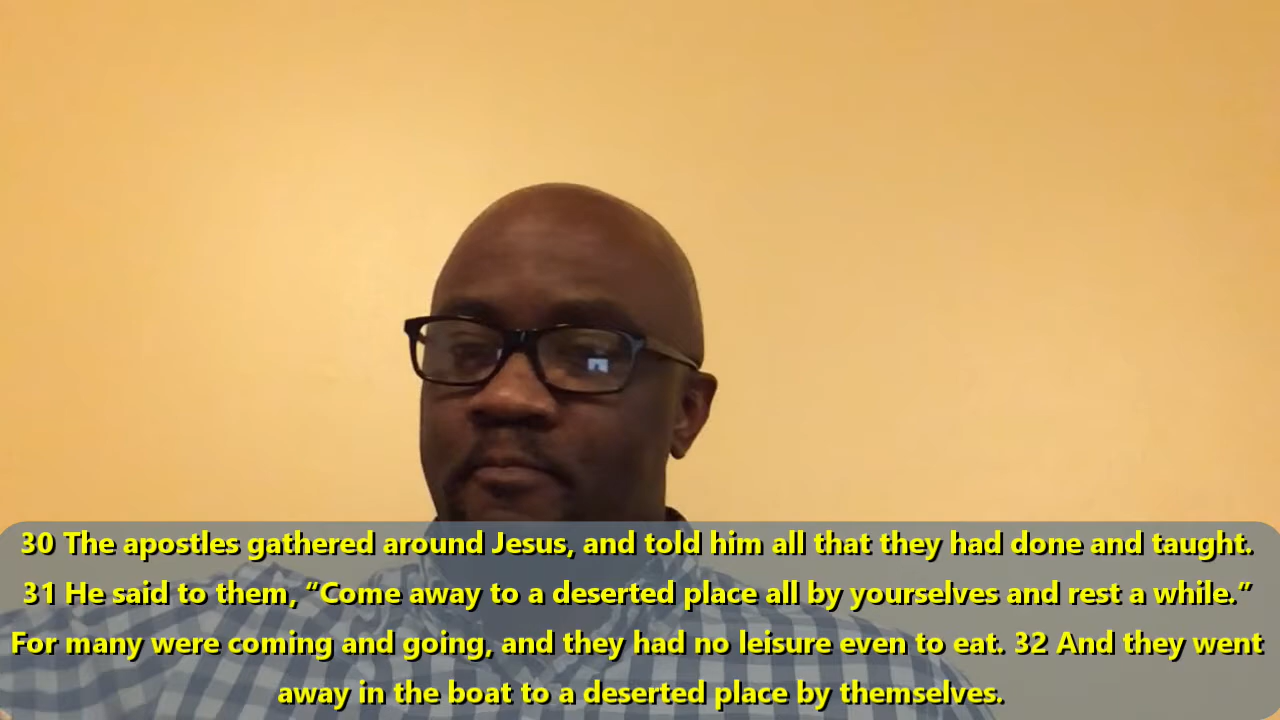 30 The apostles gathered around Jesus, and told him all that they had done and taught.
31 He said to them, “Come away to a deserted place all by yourselves and rest a while.”
For many were coming and going, and they had no leisure even to eat. 32 And they went
away in the boat to a deserted place by themselves.